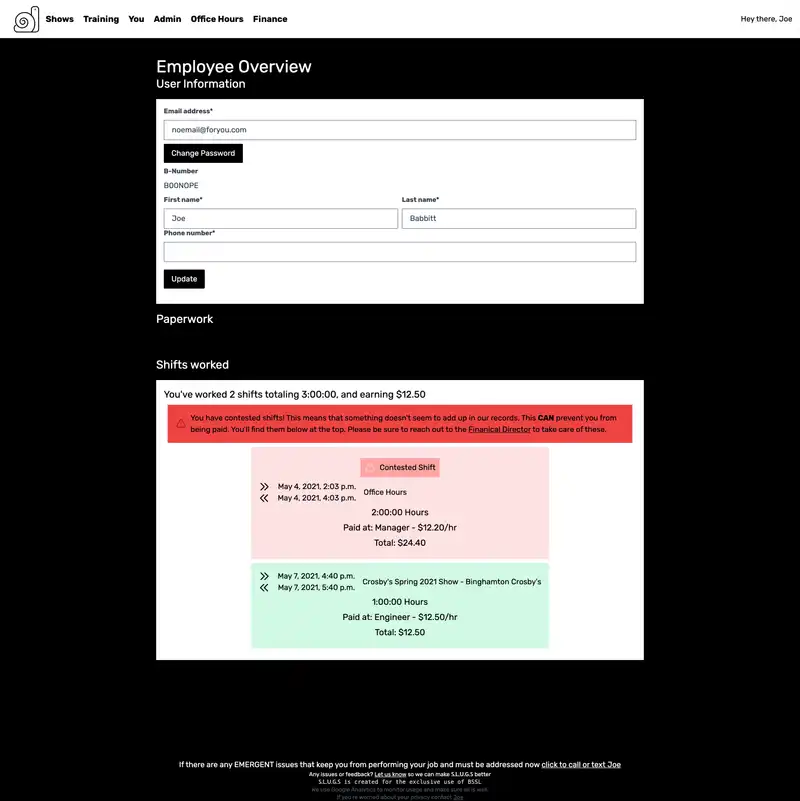 Shows Training You Admin Office Hours Finance Hey there, Joe
Employee Overview
User Information
Email address*
noemail@foryou.com
Change Password
B-Number
B00NOPE
First name* Last name*
Joe Babbitt
Phone number*
Update
Paperwork
Shifts worked
You've worked 2 shifts totaling 3:00:00, and earning $12.50
You have contested shifts! This means that something doesn't seem to add up in our records. This CAN prevent you from
being paid. You'll find them below at the top. Please be sure to reach out to the Finanical Director to take care of these.
Contested Shift
May 4, 2021, 2:03 p.m.
May 4, 2021, 4:03 p.m.
Office Hours
2:00:00 Hours
Paid at: Manager - $12.20/hr
Total: $24.40
May 7, 2021, 4:40 p.m.
May 7, 2021, 5:40 p.m.
Crosby's Spring 2021 Show - Binghamton Crosby's
1:00:00 Hours
Paid at: Engineer - $12.50/hr
Total: $12.50
If there are any EMERGENT issues that keep you from performing your job and must be addressed now click to call or text Joe
Any issues or feedback? Let us know so we can make S.L.U.G.S better
S.L.U.G.S is created for the exclusive use of BSSL
We use Google Analytics to monitor usage and make sure all is well.
If you're worried about your privacy contact Joe